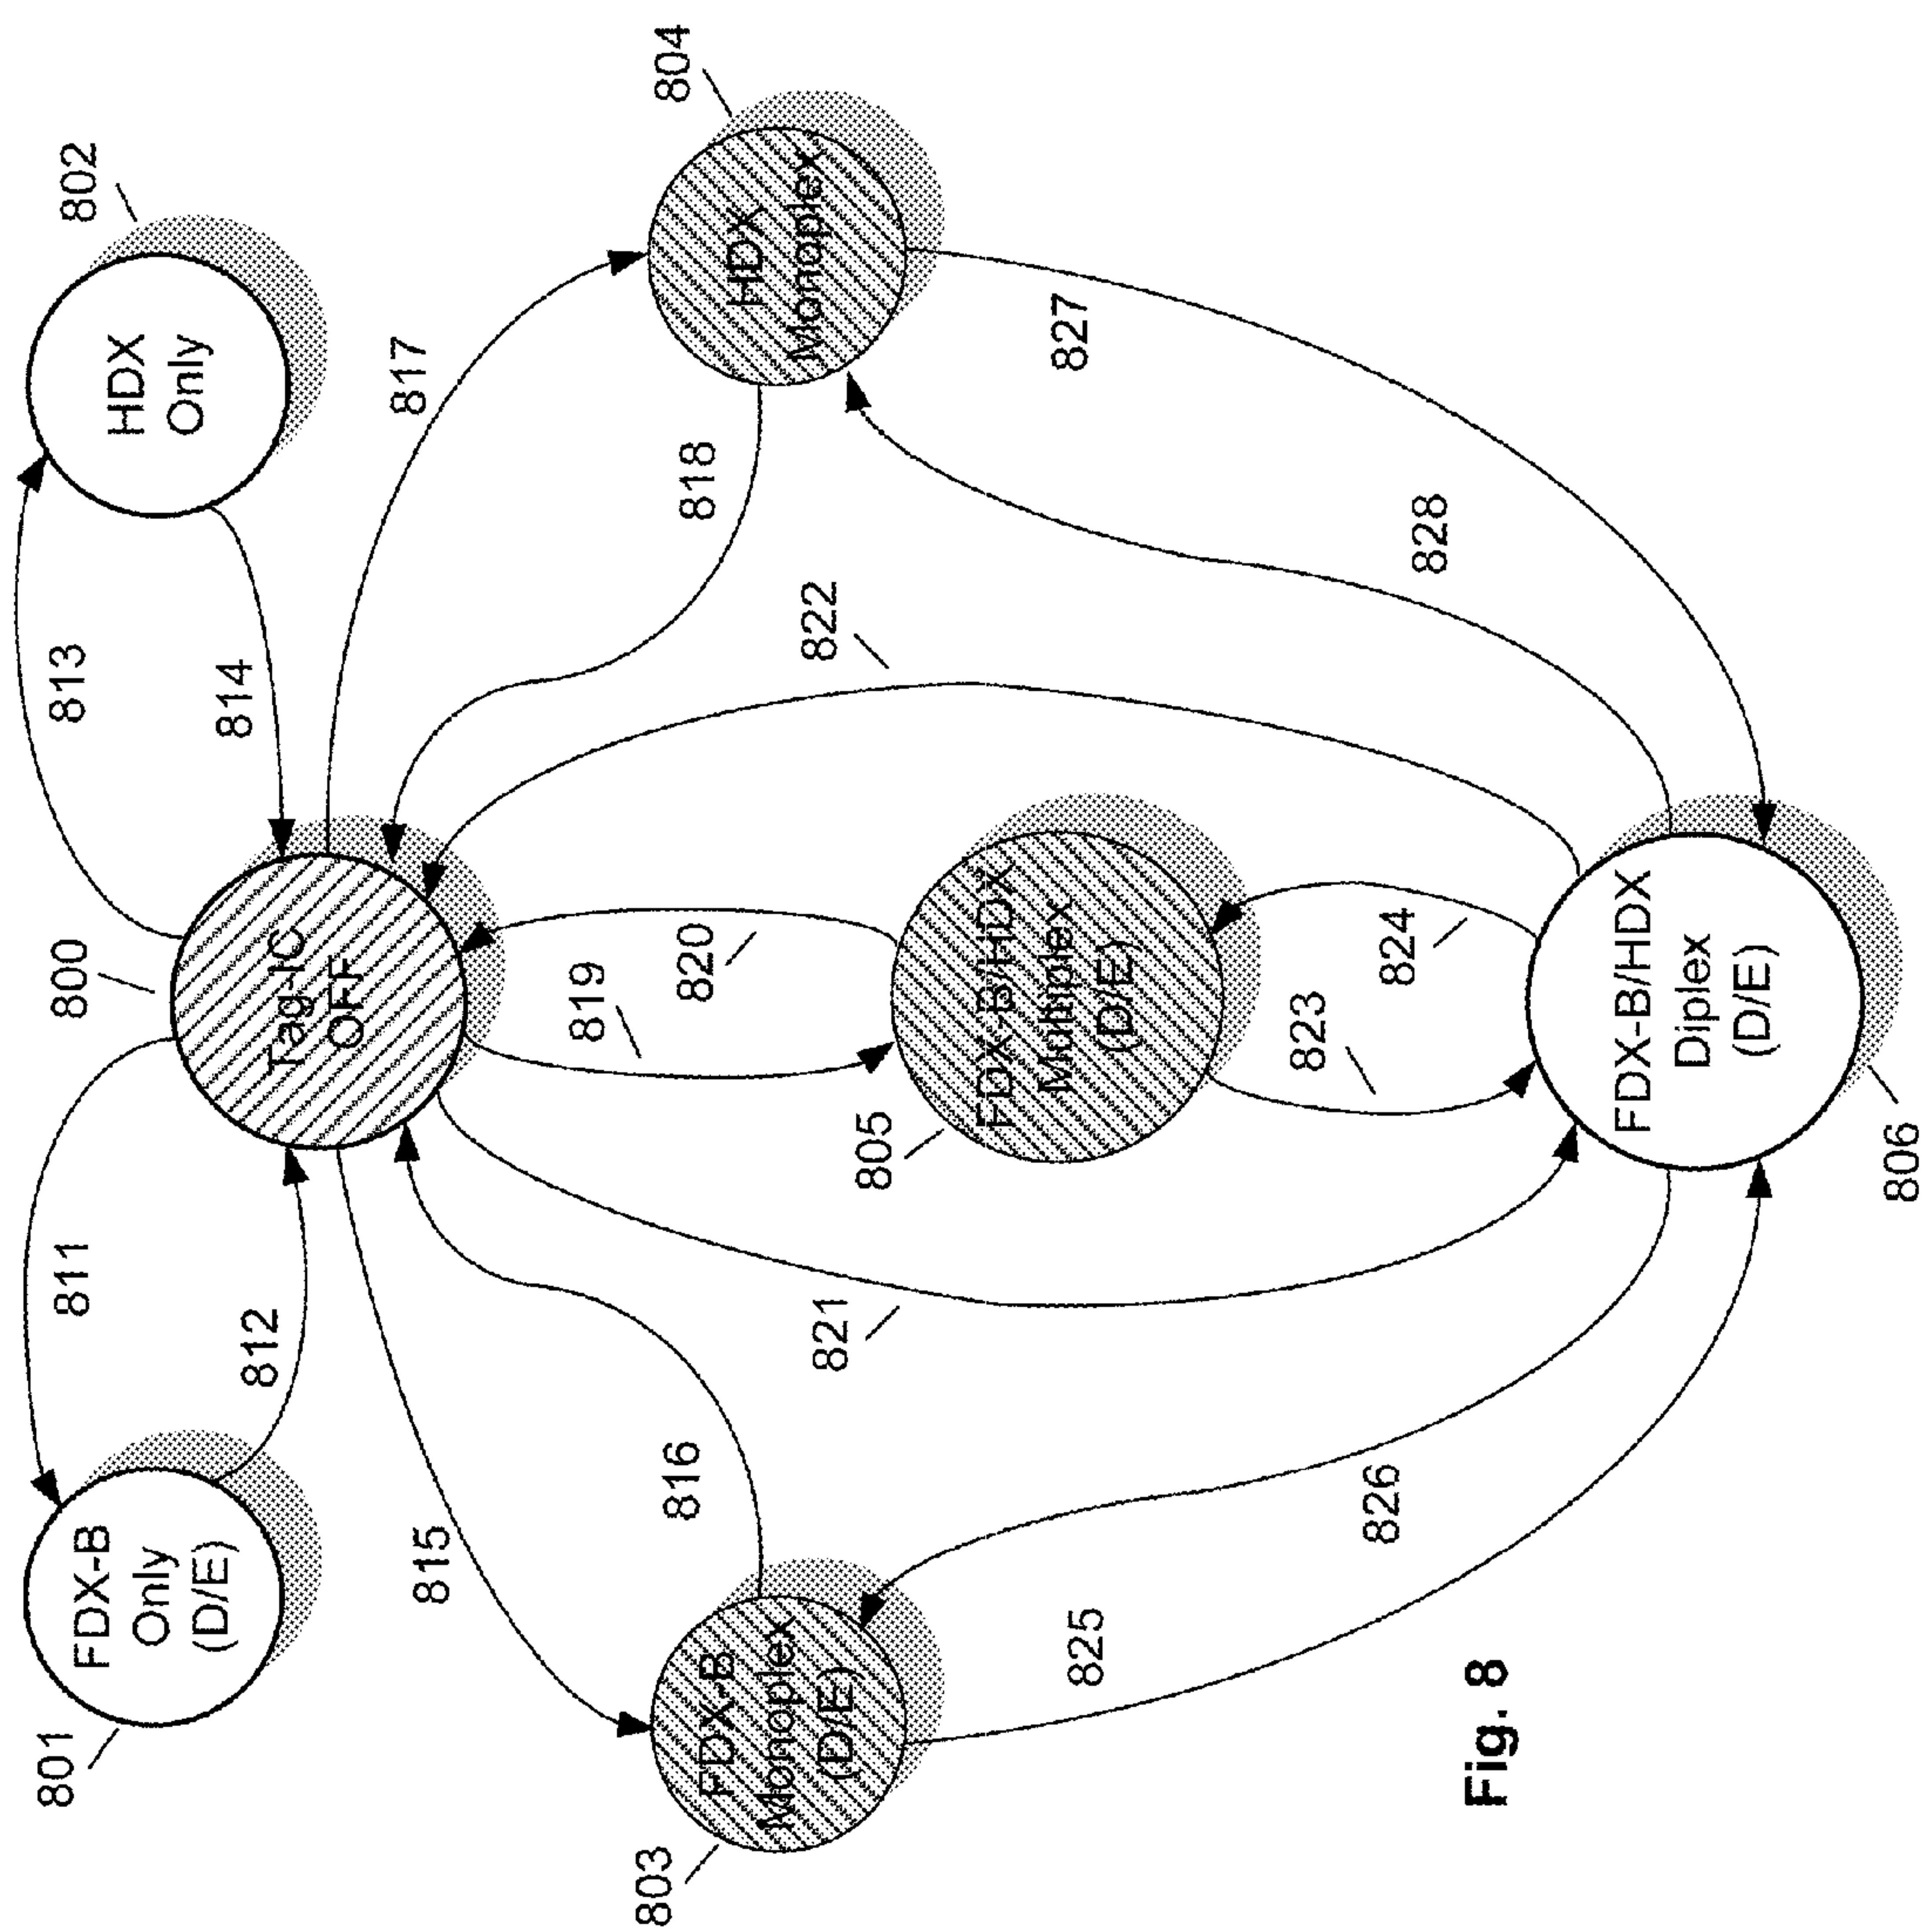 801
FDX-B
Only
(D/E)
811
812
800
Tag-IC
OFF
813
814
802
HDX
Only
803
FDX-B
Monoplex
(D/E)
815
816
817
818
804
HDX
Monoplex
819
820
821
822
805
FDX-B/HDX
Multiplex
(D/E)
823
824
825
826
827
828
806
FDX-B/HDX
Diplex
(D/E)
Fig. 8